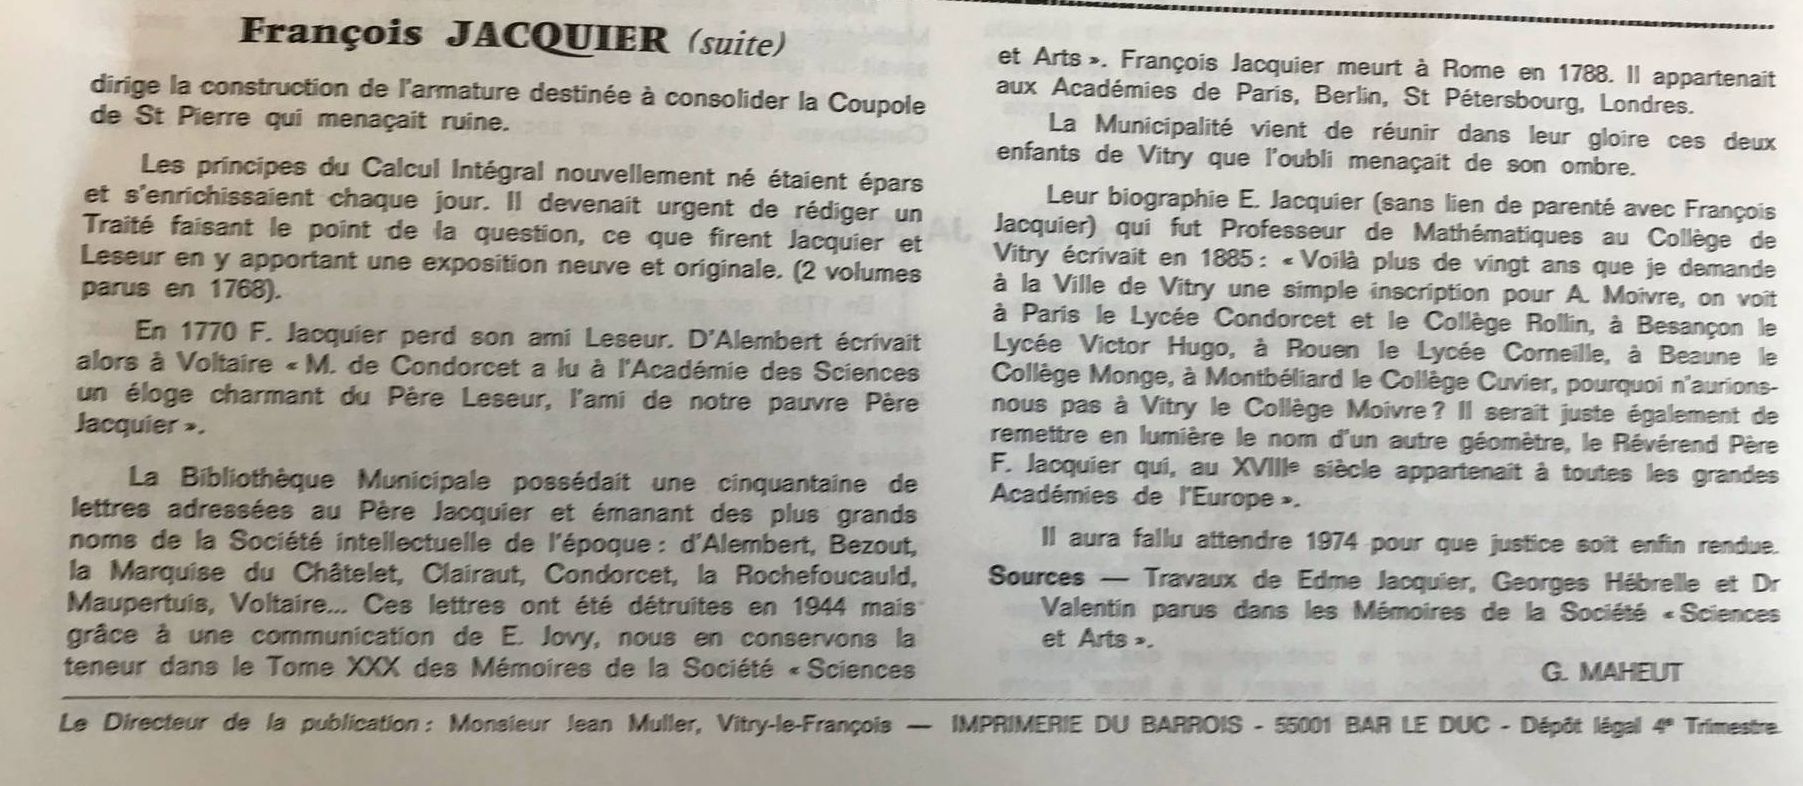 François JACQUIER (suite)
dirige la construction de l'armature destinée à consolider la Coupole
de St Pierre qui menaçait ruine.
Les principes du Calcul Intégral nouvellement né étaient épars
et s'enrichissaient chaque jour. Il devenait urgent de rédiger un
Traité faisant le point de la question, ce que firent Jacquier et
Leseur en y apportant une exposition neuve et originale. (2 volumes
parus en 1768).
En 1770 F. Jacquier perd son ami Leseur. D'Alembert écrivait
alors à Voltaire « M. de Condorcet a lu à l'Académie des Sciences
un éloge charmant du Père Leseur, l'ami de notre pauvre Père
Jacquier ».
La Bibliothèque Municipale possédait une cinquantaine de
lettres adressées au Père Jacquier et émanant des plus grands
noms de la Société intellectuelle de l'époque : d'Alembert, Bezout,
la Marquise du Châtelet, Clairaut, Condorcet, la Rochefoucauld,
Maupertuis, Voltaire... Ces lettres ont été détruites en 1944 mais
grâce à une communication de E. Jovy, nous en conservons la
teneur dans le Tome XXX des Mémoires de la Société « Sciences
et Arts ». François Jacquier meurt à Rome en 1788. Il appartenait
aux Académies de Paris, Berlin, St Pétersbourg, Londres.
La Municipalité vient de réunir dans leur gloire ces deux
enfants de Vitry que l'oubli menaçait de son ombre.
Leur biographie E. Jacquier (sans lien de parenté avec François
Jacquier) qui fut Professeur de Mathématiques au Collège de
Vitry écrivait en 1885 : « Voilà plus de vingt ans que je demande
à la Ville de Vitry une simple inscription pour A. Moivre, on voit
à Paris le Lycée Condorcet et le Collège Rollin, à Besançon le
Lycée Victor Hugo, à Rouen le Lycée Corneille, à Beaune le
Collège Monge, à Montbéliard le Collège Cuvier, pourquoi n'aurions-
nous pas à Vitry le Collège Moivre ? Il serait juste également de
remettre en lumière le nom d'un autre géomètre, le Révérend Père
F. Jacquier qui, au XVIIIe siècle appartenait à toutes les grandes
Académies de l'Europe ».
Il aura fallu attendre 1974 pour que justice soit enfin rendue.
Sources — Travaux de Edme Jacquier, Georges Hébrelle et Dr
Valentin parus dans les Mémoires de la Société « Sciences
et Arts ».
G. MAHEUT
Le Directeur de la publication : Monsieur Jean Muller, Vitry-le-François — IMPRIMERIE DU BARROIS - 55001 BAR LE DUC - Dépôt légal 4e Trimestre